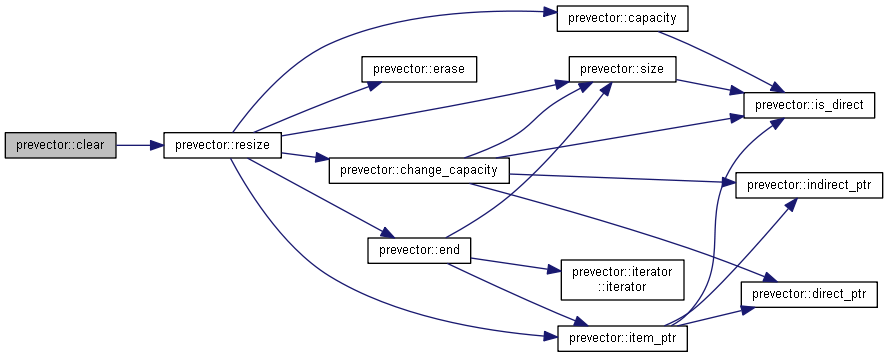 prevector::capacity
prevector::erase
prevector::size
prevector::is_direct
prevector::clear
prevector::resize
prevector::change_capacity
prevector::indirect_ptr
prevector::end
prevector::iterator
::iterator
prevector::direct_ptr
prevector::item_ptr